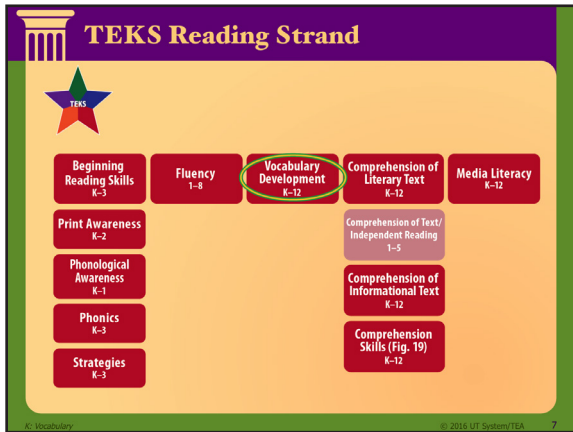 TEKS Reading Strand
TEKS
Beginning
Reading Skills
K–3
Fluency
1–8
Vocabulary
Development
K–12
Comprehension of
Literary Text
K–12
Media Literacy
K–12
Print Awareness
K–2
Comprehension of Text/
Independent Reading
1–5
Phonological
Awareness
K–1
Comprehension of
Informational Text
K–12
Phonics
K–3
Comprehension
Skills (Fig. 19)
K–12
Strategies
K–3
K: Vocabulary
© 2016 UT System/TEA 7